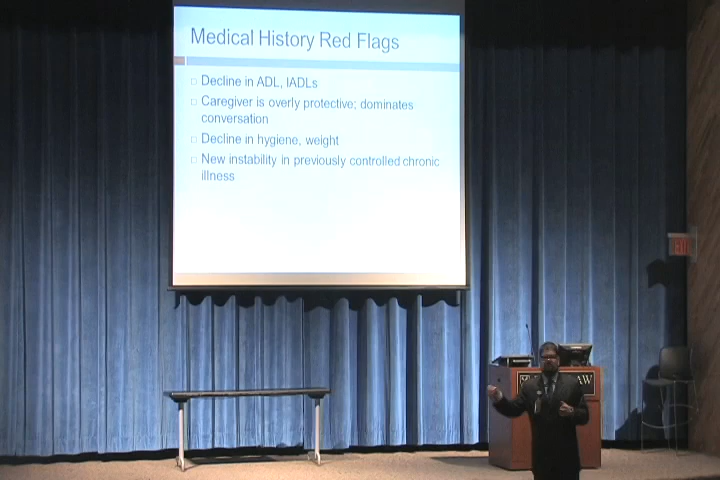 Medical History Red Flags
Decline in ADL, IADLs
Caregiver is overly protective; dominates
conversation
Decline in hygiene, weight
New instability in previously controlled chronic
illness
AW